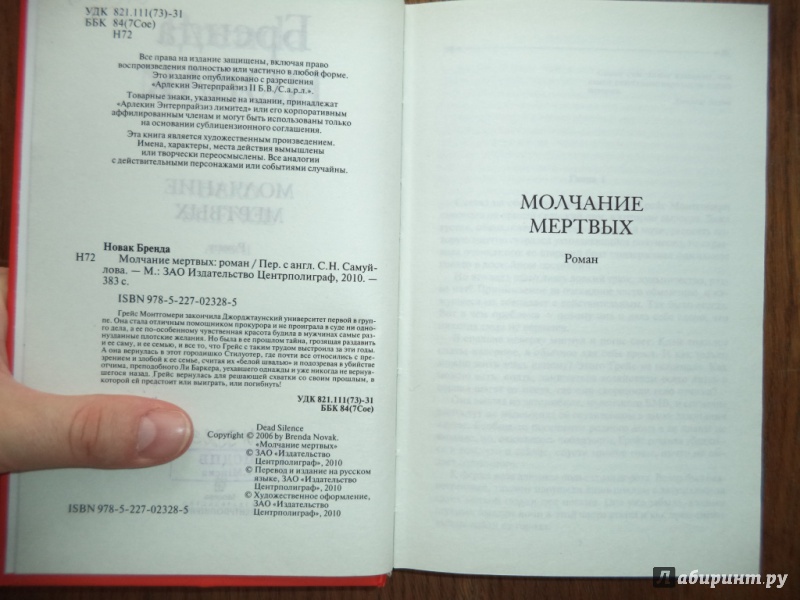 УДК 821.111(73)-31
ББК 84(7Сое)
Н72
Все права на издание защищены, включая право
воспроизведения полностью или частично в любой форме.
Это издание опубликовано с разрешения
«Арлекин Энтерпрайзиз II Б.В./С.а.р.л.».
Товарные знаки, указанные на издании, принадлежат
«Арлекин Энтерпрайзиз лимитед» или его корпоративным
аффилированным членам и могут быть использованы только
на основании сублицензионного соглашения.
Эта книга является художественным произведением.
Имена, характеры, места действия вымышлены
или творчески переосмыслены. Все аналогии
с действительными персонажами или событиями случайны.
Новак Бренда
Н72 Молчание мертвых: роман / Пер. с англ. С.Н. Самуй-
лова. — М.: ЗАО Издательство Центрполиграф, 2010. —
383 с.
ISBN 978-5-227-02328-5
Грейс Монтгомери закончила Джорджтаунский университет первой в груп-
пе. Она стала отличным помощником прокурора и не проиграла в суде ни одно-
го дела, а ее по-особенному чувственная красота будила в мужчинах самые раз-
нузданные плотские желания. Но была в ее прошлом тайна, грозящая раздавить
и ее саму, и ее семью, и все то, что Грейс с таким трудом выстроила за эти годы.
А она вернулась в этот городишко Стилуотер, где почти все относились с пре-
зрением и злобой к ее семье, считая их «белой швалью» и подозревая в убийстве
отчима, преподобного Ли Баркера, уехавшего однажды и уже никогда не вернув-
шегося назад. Грейс вернулась для решающей схватки со своим прошлым, в
которой ей предстоит или выиграть, или погибнуть!
УДК 821.111(73)-31
ББК 84(7Сое)
Dead Silence
Copyright © 2006 by Brenda Novak.
«Молчание мертвых»
© ЗАО «Издательство
Центрполиграф», 2010
© Перевод и издание на русском
языке, ЗАО «Издательство
Центрполиграф», 2010
© Художественное оформление,
ЗАО «Издательство
Центрполиграф», 2010
ISBN 978-5-227-02328-5
МОЛЧАНИЕ
МЕРТВЫХ
Роман
Лабиринт.ру